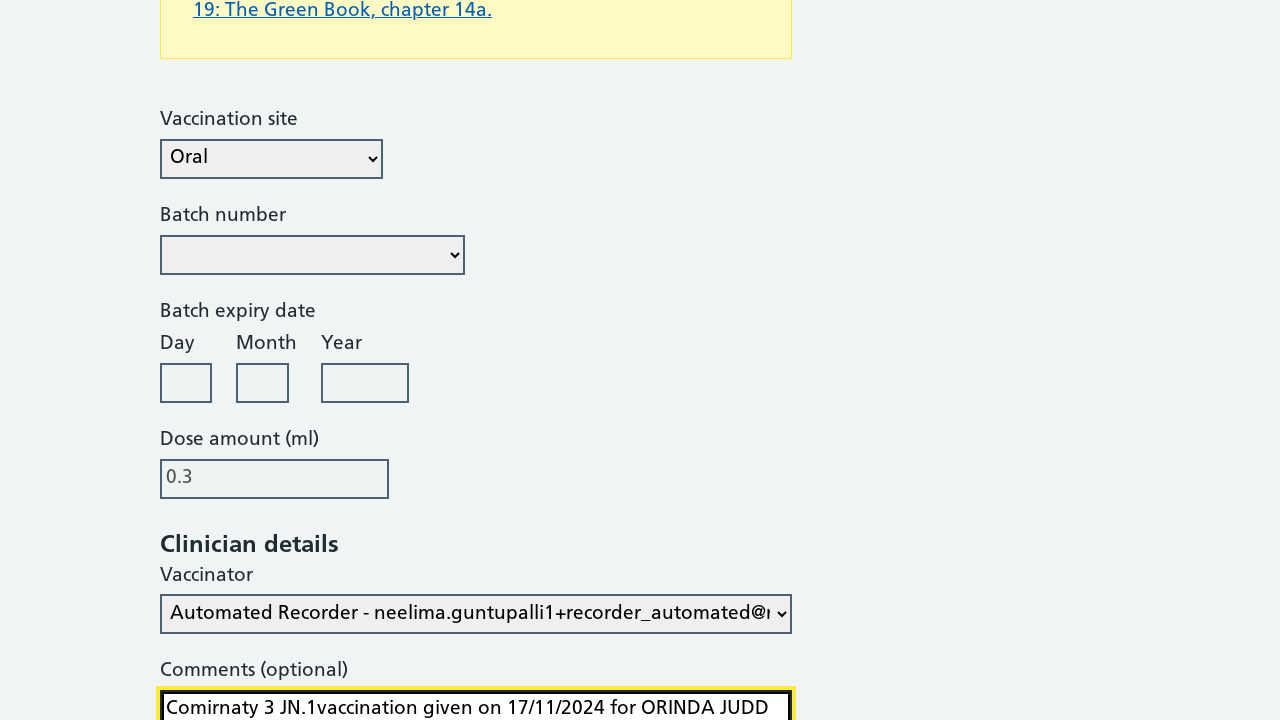 19: The Green Book, chapter 14a.
Vaccination site
Oral
Batch number
Batch expiry date
Day Month Year
Dose amount (ml)
0.3
Clinician details
Vaccinator
Automated Recorder - neelima.guntupalli1+recorder_automated@
Comments (optional)
Comirnaty 3 JN.1vaccination given on 17/11/2024 for ORINDA JUDD